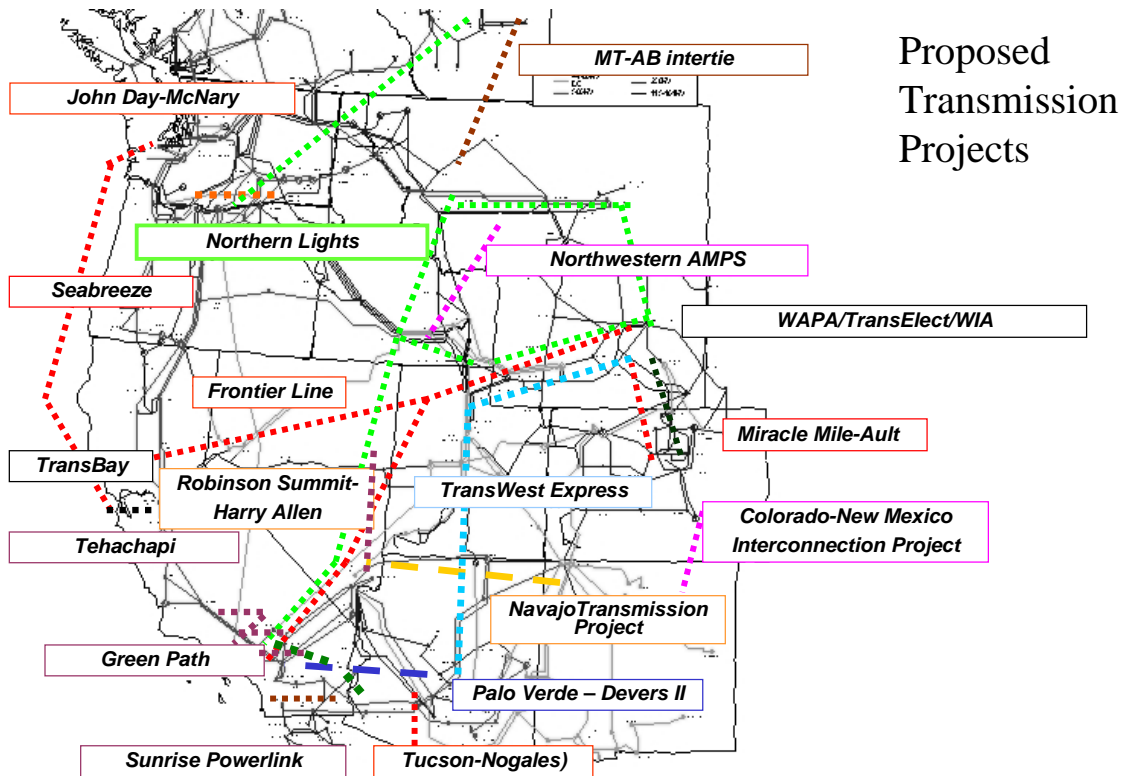 Proposed
Transmission
Projects
MT-AB intertie
John Day-McNary
Northern Lights
Northwestern AMPS
Seabreeze
WAPA/TransElect/WIA
Frontier Line
Miracle Mile-Ault
TransBay
Robinson Summit-
Harry Allen
TransWest Express
Colorado-New Mexico
Interconnection Project
Tehachapi
NavajoTransmission
Project
Green Path
Palo Verde – Devers II
Sunrise Powerlink
Tucson-Nogales)